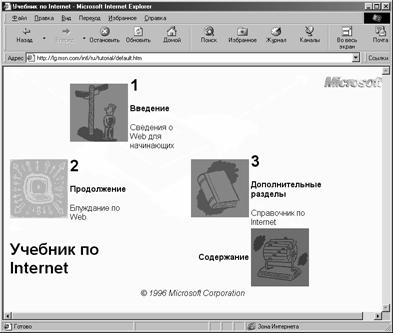 Учебник по Internet - Microsoft Internet Explorer
Файл Правка Вид Переход Избранное Справка
Назад Вперед Остановить Обновить Домой Поиск Избранное Журнал Каналы Во весь экран Почта
Адрес http://lg.msn.com/intl/ru/tutorial/default.htm Ссылки
Microsoft
1
Введение
Сведения о
Web для
начинающих
2
Продолжение
Блуждание по
Web
3
Дополнительные
разделы
Справочник по
Internet
Содержание
Учебник по
Internet
© 1996 Microsoft Corporation
Готово Зона Интернета